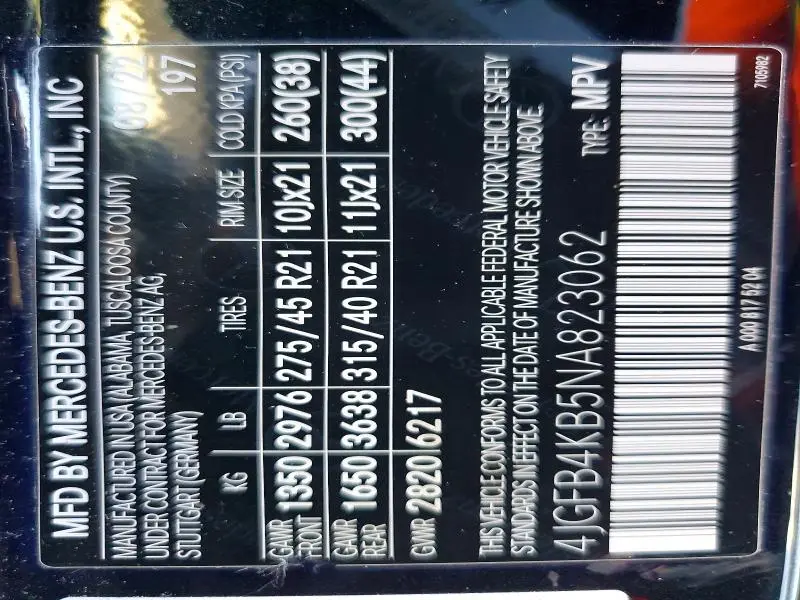 MFD BY MERCEDES-BENZ U.S. INTL., INC
MANUFACTURED IN USA (ALABAMA, TUSCALOOSA COUNTY) 08/22
UNDER CONTRACT FOR MERCEDES-BENZ AG, 197
STUTTGART (GERMANY)
KG LB TIRES RIM-SIZE COLD KPA (PSI)
GAWR FRONT 1350 2976 275/45 R21 10Jx21 260(38)
GAWR REAR 1650 3638 315/40 R21 11Jx21 300(44)
GVWR 2820 6217
THIS VEHICLE CONFORMS TO ALL APPLICABLE FEDERAL MOTOR VEHICLE SAFETY
STANDARDS IN EFFECT ON THE DATE OF MANUFACTURE SHOWN ABOVE.
4JGFB4KB5NA823062 TYPE: MPV
A 000 817 62 04 7105982